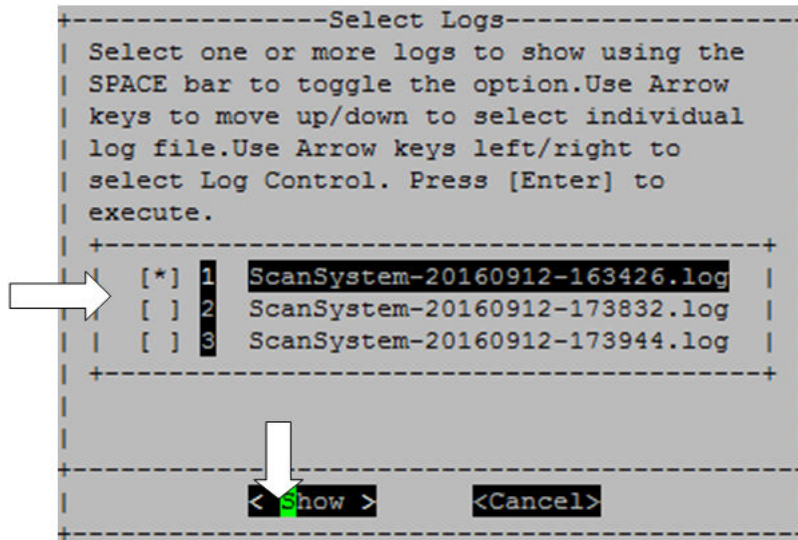 Select Logs
Select one or more logs to show using the
SPACE bar to toggle the option.Use Arrow
keys to move up/down to select individual
log file.Use Arrow keys left/right to
select Log Control. Press [Enter] to
execute.
[*] 1 ScanSystem-20160912-163426.log
[ ] 2 ScanSystem-20160912-173832.log
[ ] 3 ScanSystem-20160912-173944.log
< Show > <Cancel>